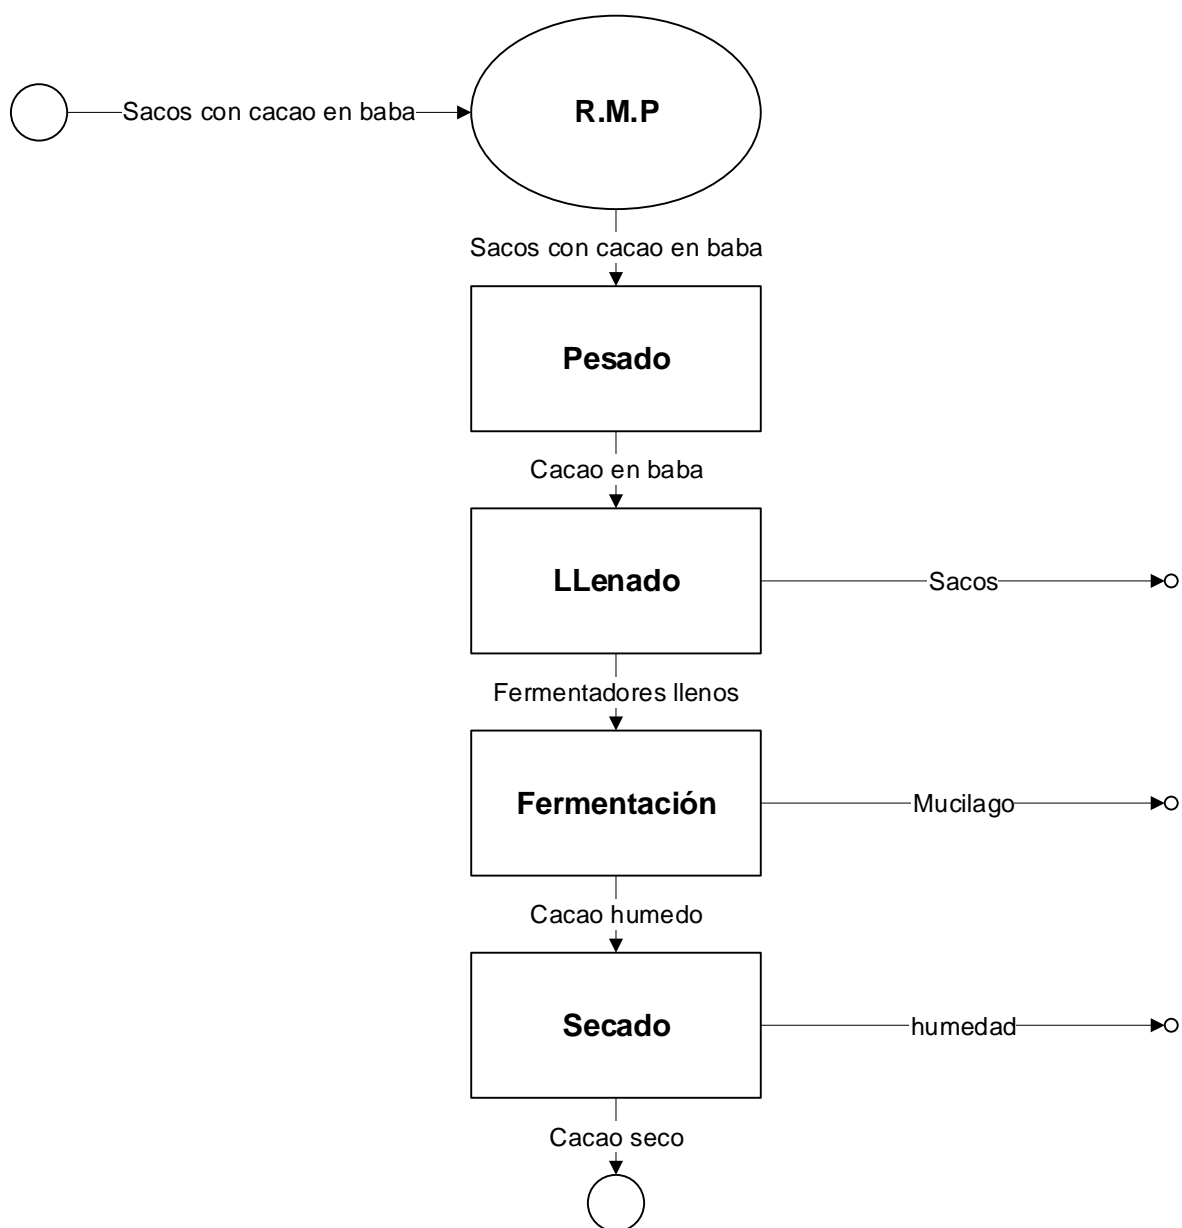 Sacos con cacao en baba
R.M.P
Sacos con cacao en baba
Pesado
Cacao en baba
LLenado
Sacos
Fermentadores llenos
Fermentación
Mucilago
Cacao humedo
Secado
humedad
Cacao seco